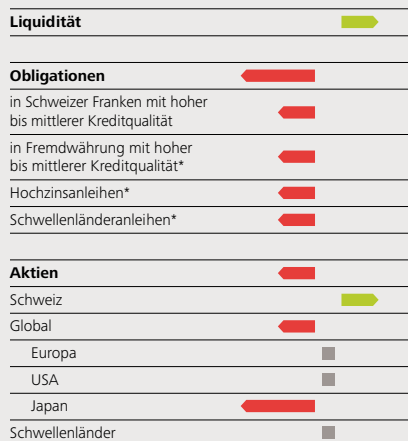 Liquidität
Obligationen
in Schweizer Franken mit hoher
bis mittlerer Kreditqualität
in Fremdwährung mit hoher
bis mittlerer Kreditqualität*
Hochzinsanleihen*
Schwellenländeranleihen*
Aktien
Schweiz
Global
Europa
USA
Japan
Schwellenländer